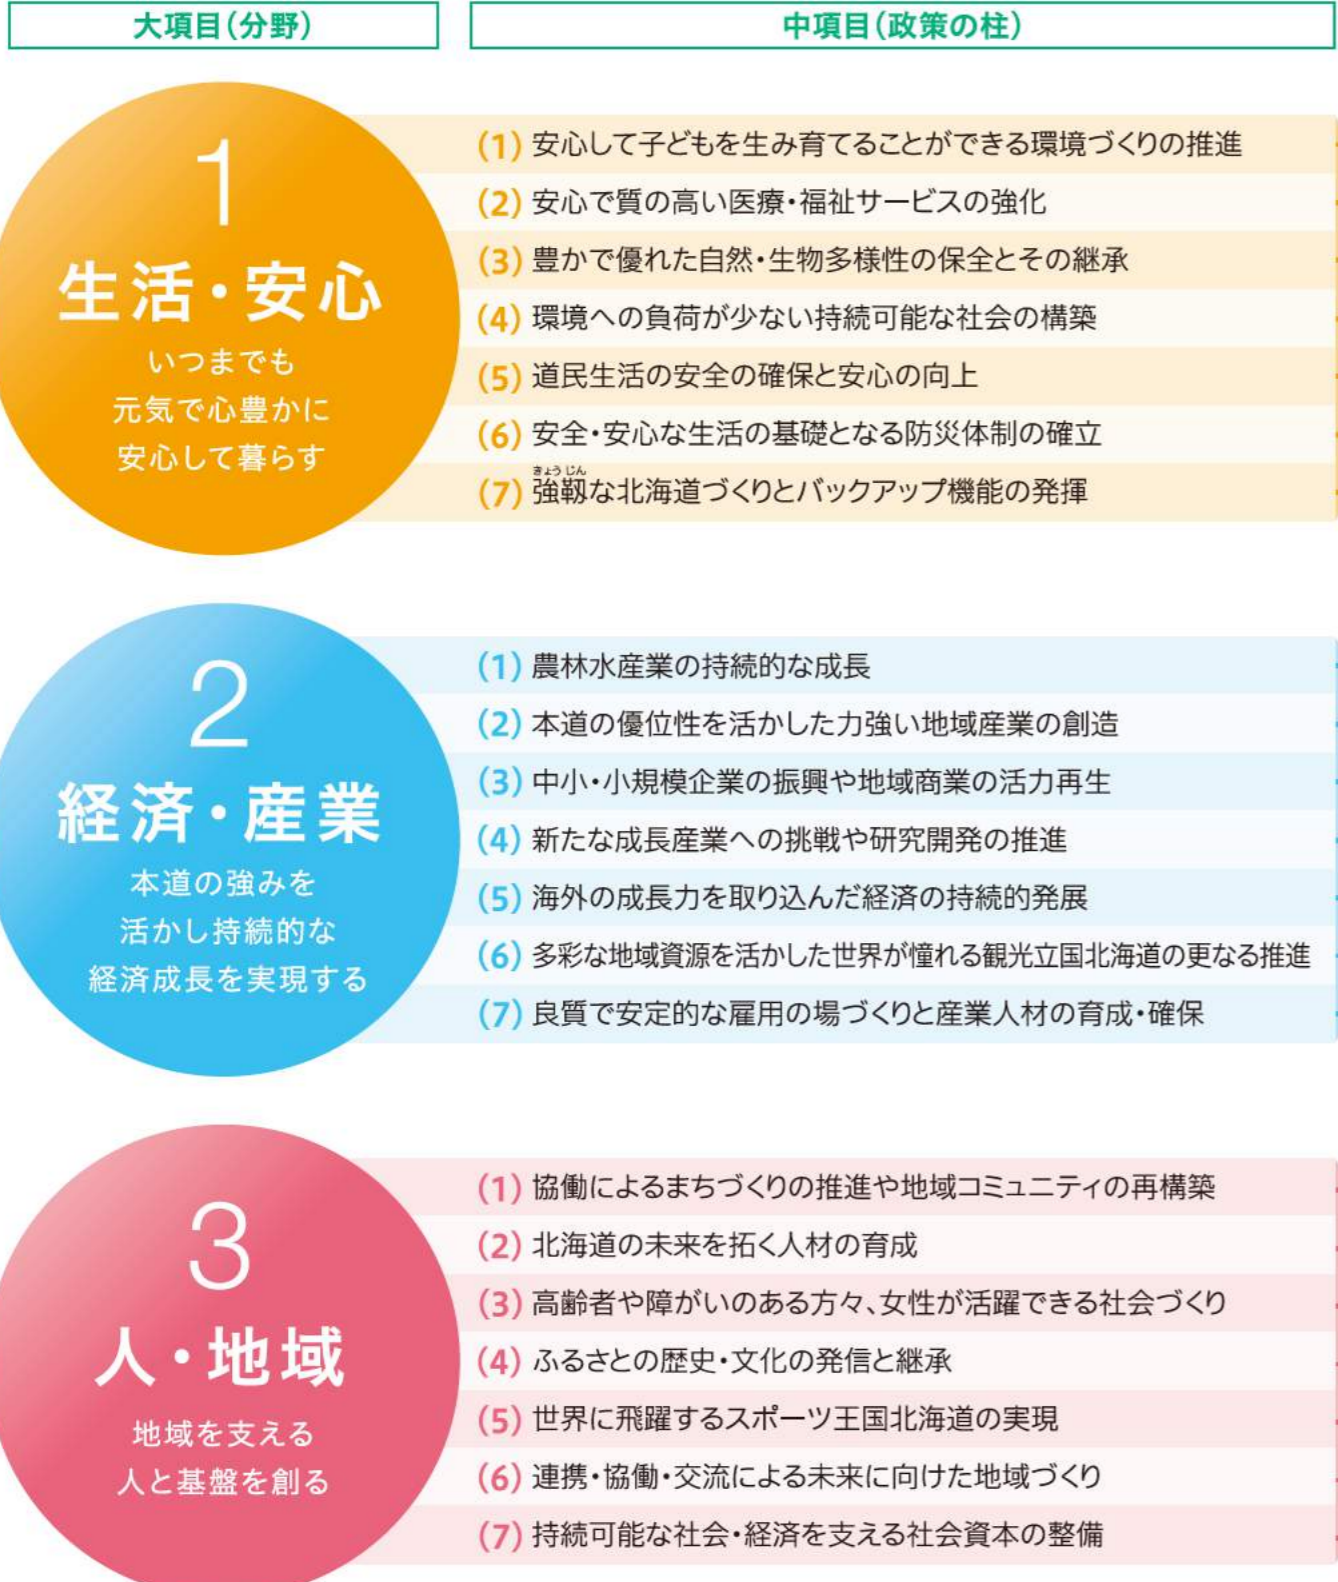 大項目(分野)
中項目(政策の柱)
1
生活・安心
いつまでも
元気で心豊かに
安心して暮らす
(1) 安心して子どもを生み育てることができる環境づくりの推進
(2) 安心で質の高い医療・福祉サービスの強化
(3) 豊かで優れた自然・生物多様性の保全とその継承
(4) 環境への負荷が少ない持続可能な社会の構築
(5) 道民生活の安全の確保と安心の向上
(6) 安全・安心な生活の基礎となる防災体制の確立
きょうじん
(7) 強靱な北海道づくりとバックアップ機能の発揮
2
経済・産業
本道の強みを
活かし持続的な
経済成長を実現する
(1) 農林水産業の持続的な成長
(2) 本道の優位性を活かした力強い地域産業の創造
(3) 中小・小規模企業の振興や地域商業の活力再生
(4) 新たな成長産業への挑戦や研究開発の推進
(5) 海外の成長力を取り込んだ経済の持続的発展
(6) 多彩な地域資源を活かした世界が憧れる観光立国北海道の更なる推進
(7) 良質で安定的な雇用の場づくりと産業人材の育成・確保
3
人・地域
地域を支える
人と基盤を創る
(1) 協働によるまちづくりの推進や地域コミュニティの再構築
(2) 北海道の未来を拓く人材の育成
(3) 高齢者や障がいのある方々、女性が活躍できる社会づくり
(4) ふるさとの歴史・文化の発信と継承
(5) 世界に飛躍するスポーツ王国北海道の実現
(6) 連携・協働・交流による未来に向けた地域づくり
(7) 持続可能な社会・経済を支える社会資本の整備